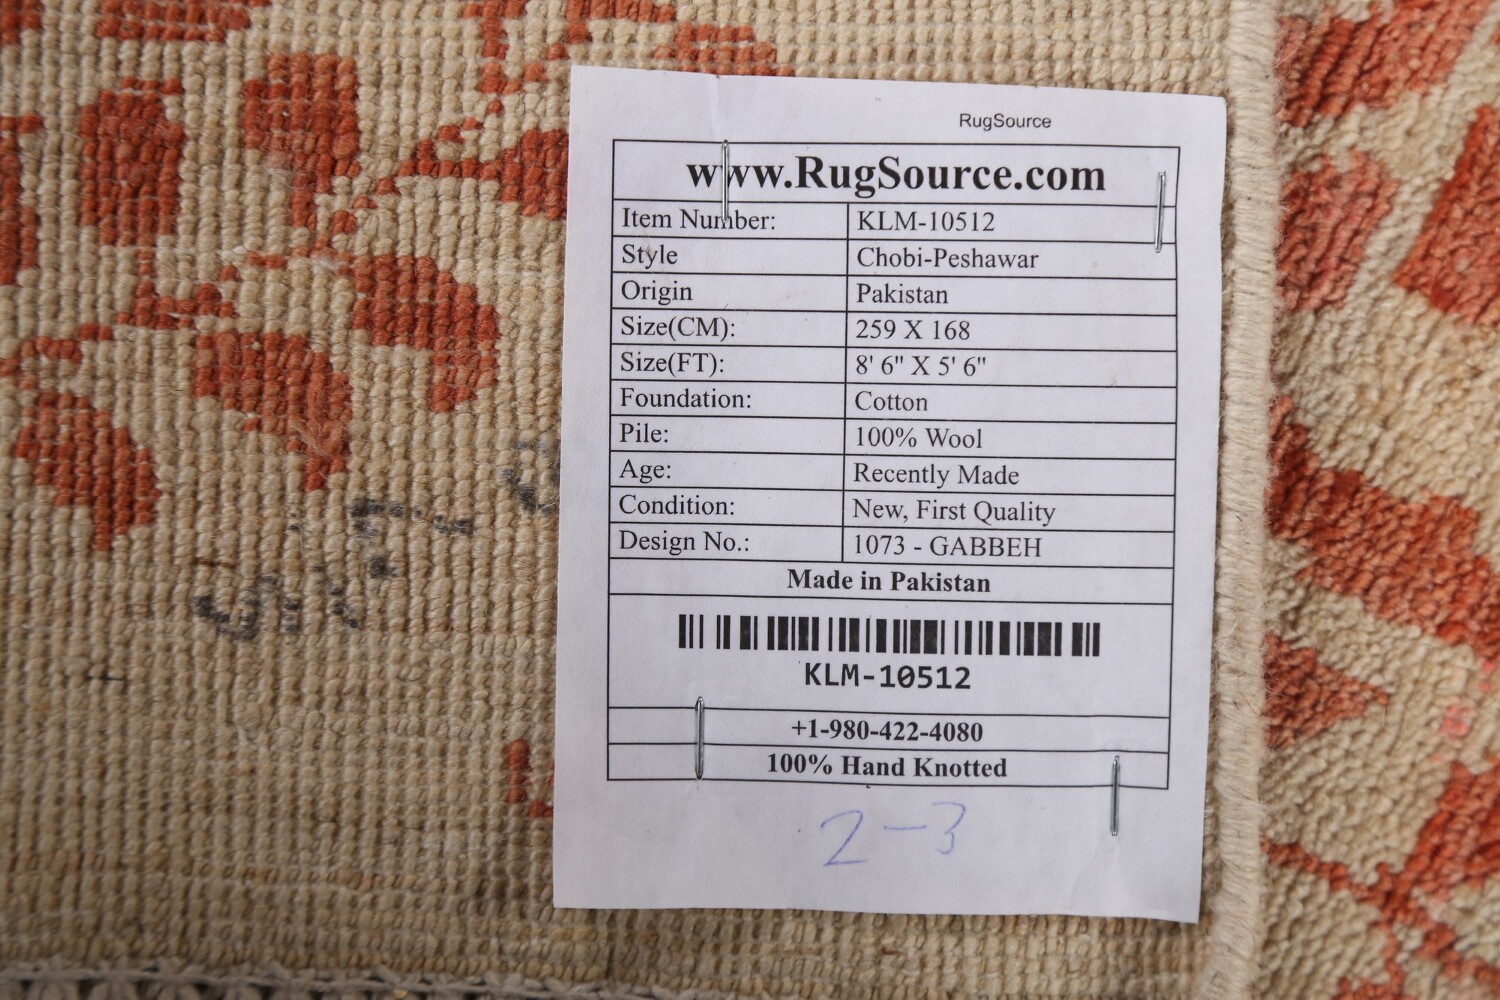 RugSource
www.RugSource.com
Item Number: KLM-10512
Style Chobi-Peshawar
Origin Pakistan
Size(CM): 259 X 168
Size(FT): 8' 6" X 5' 6"
Foundation: Cotton
Pile: 100% Wool
Age: Recently Made
Condition: New, First Quality
Design No.: 1073 - GABBEH
Made in Pakistan
KLM-10512
+1-980-422-4080
100% Hand Knotted
2-3